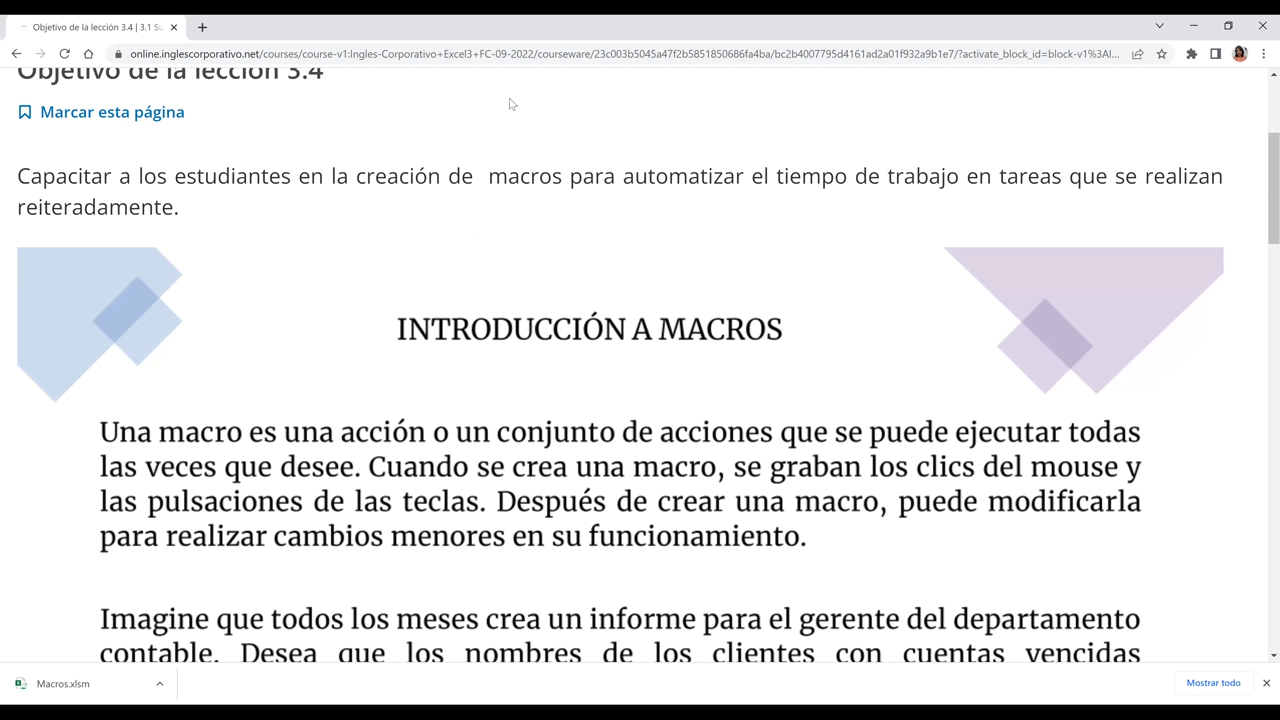 Objetivo de la lección 3.4 | 3.1 Su
online.inglescorporativo.net/courses/course-v1:Ingles-Corporativo+Excel3+FC-09-2022/courseware/23c003b5045a47f2b5851850686fa4ba/bc2b4007795d4161ad2a01f932a9b1e7/?activate_block_id=block-v1%3AI...
Objetivo de la lección 3.4
Marcar esta página
Capacitar a los estudiantes en la creación de macros para automatizar el tiempo de trabajo en tareas que se realizan
reiteradamente.
INTRODUCCIÓN A MACROS
Una macro es una acción o un conjunto de acciones que se puede ejecutar todas
las veces que desee. Cuando se crea una macro, se graban los clics del mouse y
las pulsaciones de las teclas. Después de crear una macro, puede modificarla
para realizar cambios menores en su funcionamiento.
Imagine que todos los meses crea un informe para el gerente del departamento
contable. Desea que los nombres de los clientes con cuentas vencidas
Macros.xlsm
Mostrar todo